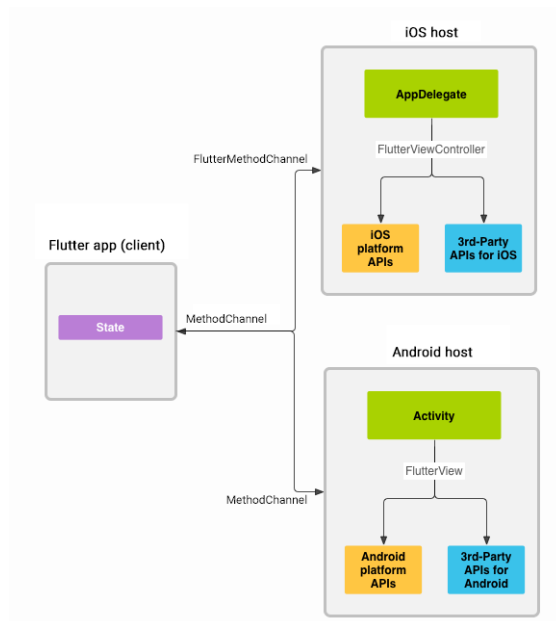 iOS host
AppDelegate
FlutterViewController
FlutterMethodChannel
iOS
platform
APIs
3rd-Party
APIs for iOS
Flutter app (client)
State
MethodChannel
Android host
Activity
FlutterView
MethodChannel
Android
platform
APIs
3rd-Party
APIs for
Android